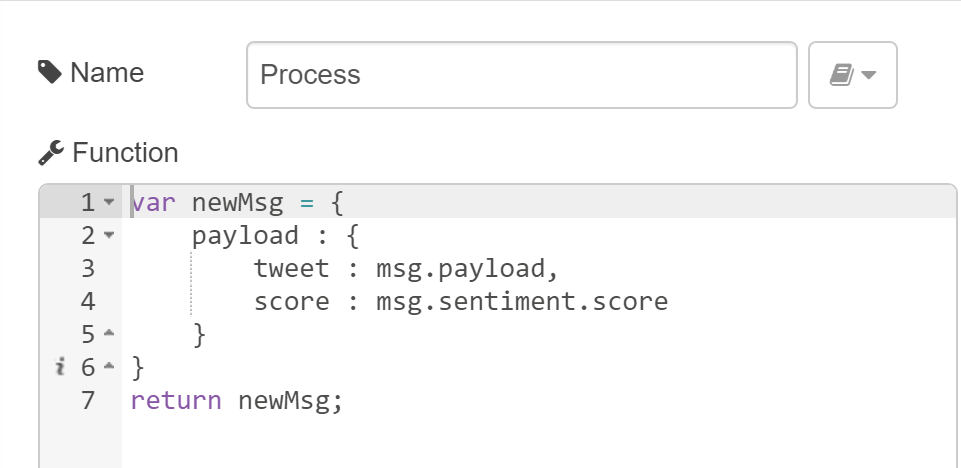 Name
Process
Function
1 var newMsg = {
2     payload : {
3         tweet : msg.payload,
4         score : msg.sentiment.score
5     }
i 6 }
7 return newMsg;